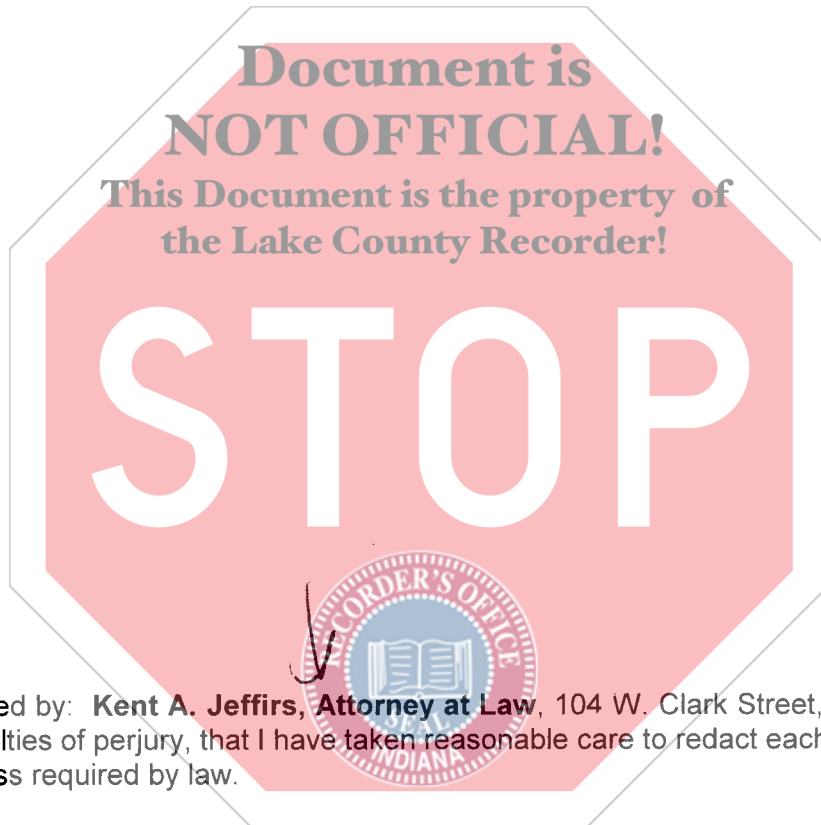 Document is
NOT OFFICIAL!
This Document is the property of
the Lake County Recorder!
STOP
RECORDER'S OFFICE
SEAL
INDIANA
ed by: Kent A. Jeffirs, Attorney at Law, 104 W. Clark Street,
lties of perjury, that I have taken reasonable care to redact each
ss required by law.